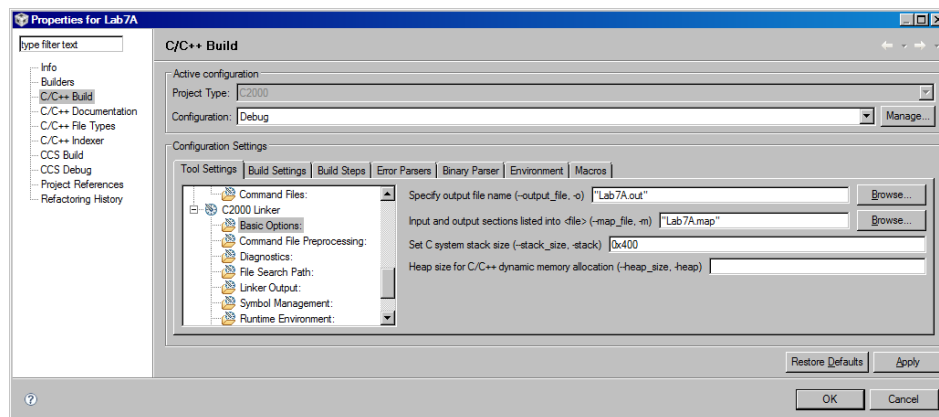 Properties for Lab7A
type filter text
Info
Builders
C/C++ Build
C/C++ Documentation
C/C++ File Types
C/C++ Indexer
CCS Build
CCS Debug
Project References
Refactoring History
C/C++ Build
Active configuration
Project Type: C2000
Configuration: Debug
Manage...
Configuration Settings
Tool Settings Build Settings Build Steps Error Parsers Binary Parser Environment Macros
Command Files:
C2000 Linker
Basic Options:
Command File Preprocessing:
Diagnostics:
File Search Path:
Linker Output:
Symbol Management:
Runtime Environment:
Specify output file name (--output_file, -o) "Lab7A.out" Browse...
Input and output sections listed into <file> (--map_file, -m) "Lab7A.map" Browse...
Set C system stack size (--stack_size, -stack) 0x400
Heap size for C/C++ dynamic memory allocation (--heap_size, -heap)
Restore Defaults Apply
? OK Cancel